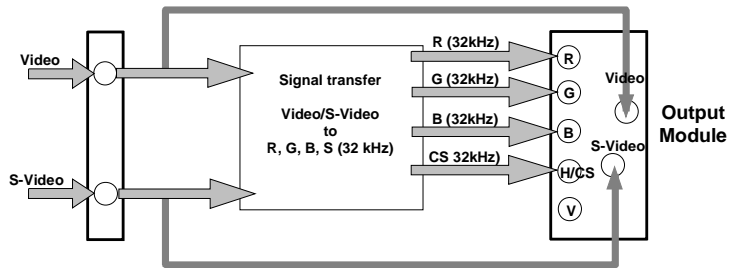 Video
S-Video
Signal transfer
Video/S-Video
to
R, G, B, S (32 kHz)
R (32kHz)
G (32kHz)
B (32kHz)
CS 32kHz)
R
G
B
H/CS
V
Video
S-Video
Output
Module